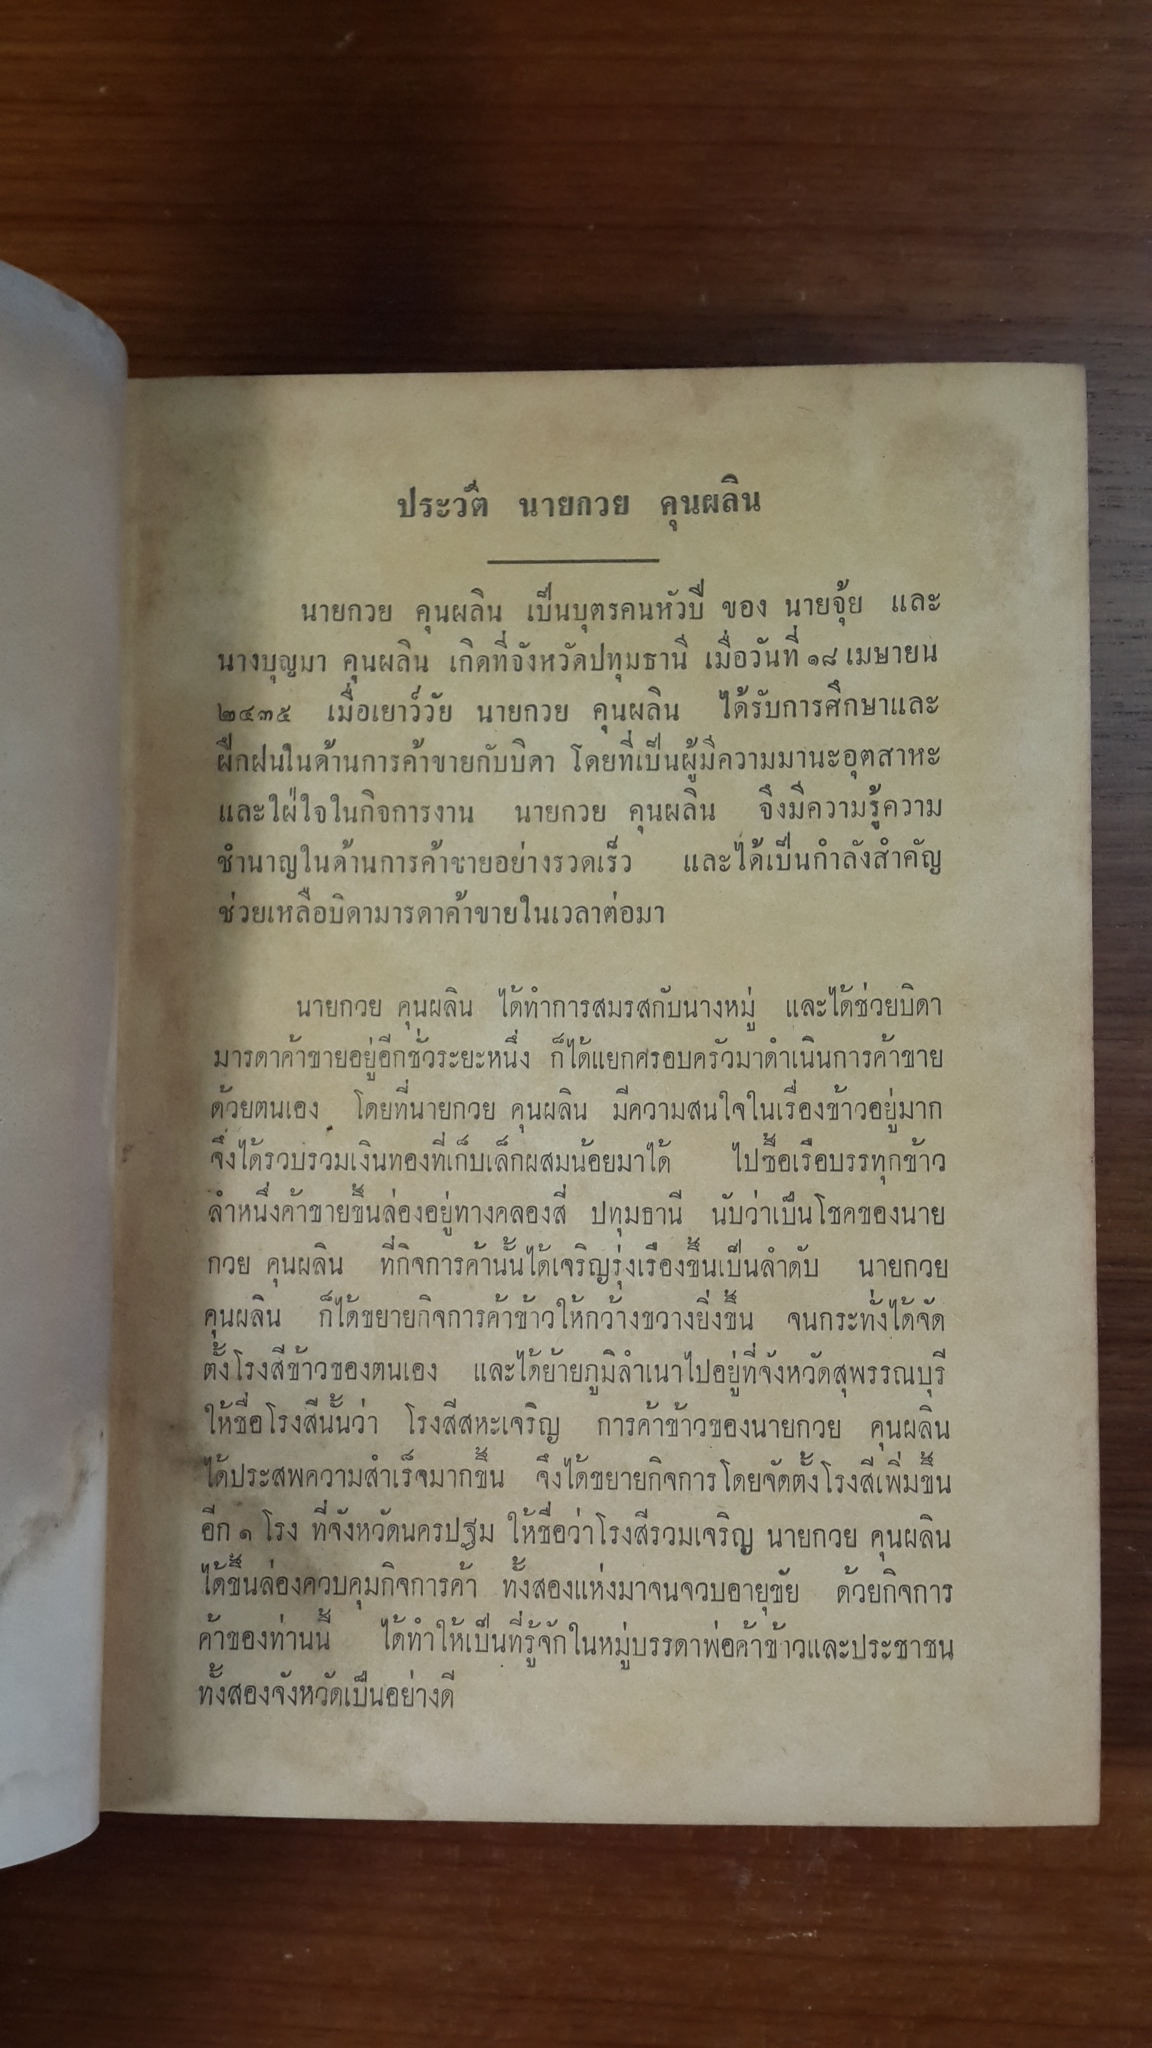 ประวัติ นายกวย คุนผลิน
นายกวย คุนผลิน เป็นบุตรคนหัวปี ของ นายจุ้ย และ
นางบุญมา คุนผลิน เกิดที่จังหวัดปทุมธานี เมื่อวันที่ ๑๘ เมษายน
๒๔๓๕ เมื่อเยาว์วัย นายกวย คุนผลิน ได้รับการศึกษาและ
ฝึกฝนในด้านการค้าขายกับบิดา โดยที่เป็นผู้มีความมานะอุตสาหะ
และใฝ่ใจในกิจการงาน นายกวย คุนผลิน จึงมีความรู้ความ
ชำนาญในด้านการค้าขายอย่างรวดเร็ว และได้เป็นกำลังสำคัญ
ช่วยเหลือบิดามารดาค้าขายในเวลาต่อมา
นายกวย คุนผลิน ได้ทำการสมรสกับนางหมู่ และได้ช่วยบิดา
มารดาค้าขายอยู่อีกชั่วระยะหนึ่ง ก็ได้แยกครอบครัวมาดำเนินการค้าขาย
ด้วยตนเอง โดยที่นายกวย คุนผลิน มีความสนใจในเรื่องข้าวอยู่มาก
จึงได้รวบรวมเงินทองที่เก็บเล็กผสมน้อยมาได้ ไปซื้อเรือบรรทุกข้าว
ลำหนึ่งค้าขายขึ้นล่องอยู่ทางคลองสี่ ปทุมธานี นับว่าเป็นโชคของนาย
กวย คุนผลิน ที่กิจการค้านั้นได้เจริญรุ่งเรืองขึ้นเป็นลำดับ นายกวย
คุนผลิน ก็ได้ขยายกิจการค้าข้าวให้กว้างขวางยิ่งขึ้น จนกระทั่งได้จัด
ตั้งโรงสีข้าวของตนเอง และได้ย้ายภูมิลำเนาไปอยู่ที่จังหวัดสุพรรณบุรี
ให้ชื่อโรงสีนั้นว่า โรงสีสหะเจริญ การค้าข้าวของนายกวย คุนผลิน
ได้ประสพความสำเร็จมากขึ้น จึงได้ขยายกิจการโดยจัดตั้งโรงสีเพิ่มขึ้น
อีก ๑ โรง ที่จังหวัดนครปฐม ให้ชื่อว่าโรงสีรวมเจริญ นายกวย คุนผลิน
ได้ขึ้นล่องควบคุมกิจการค้า ทั้งสองแห่งมาจนจวบอายุขัย ด้วยกิจการ
ค้าของท่านนี้ ได้ทำให้เป็นที่รู้จักในหมู่บรรดาพ่อค้าข้าวและประชาชน
ทั้งสองจังหวัดเป็นอย่างดี